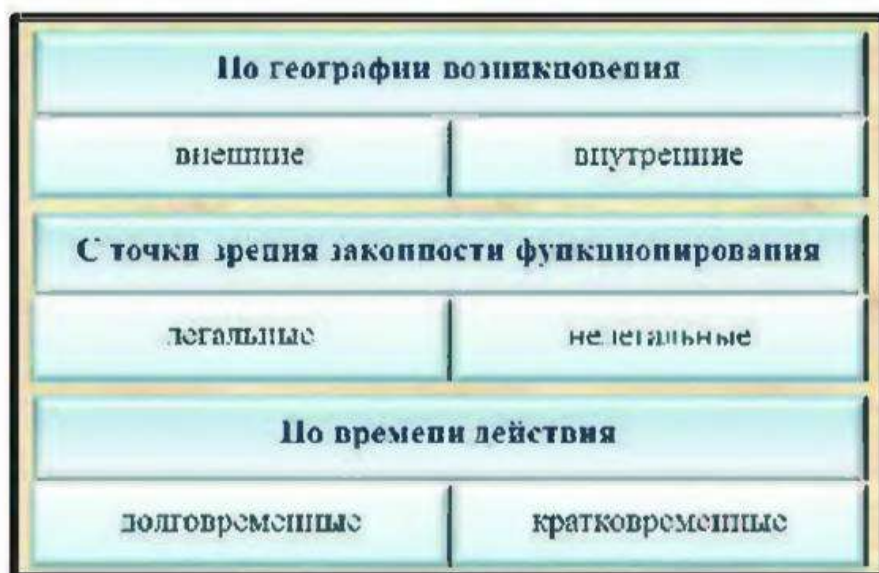 По географии возникновения
внешние
внутренние
С точки зрения законности функционирования
легальные
нелегальные
По времени действия
долговременные
кратковременные